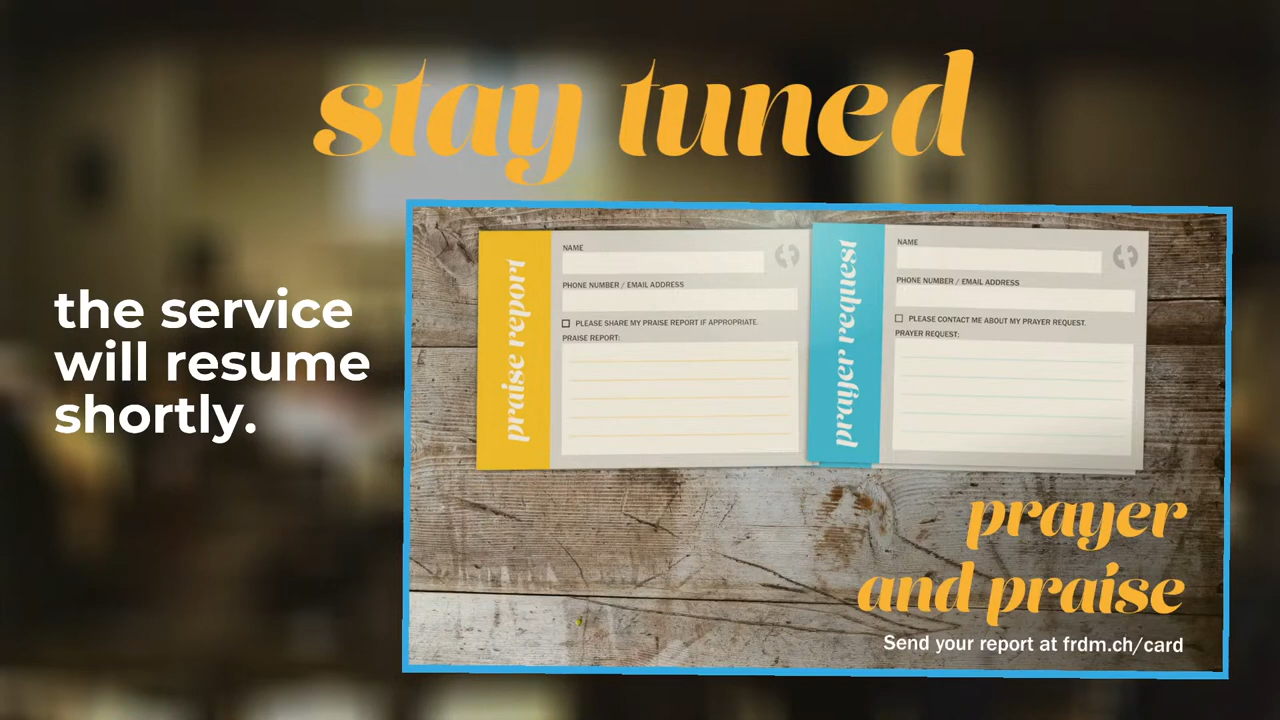 stay tuned
the service
will resume
shortly.
praise report
NAME
PHONE NUMBER / EMAIL ADDRESS
PLEASE SHARE MY PRAISE REPORT IF APPROPRIATE.
PRAISE REPORT:
prayer request
NAME
PHONE NUMBER / EMAIL ADDRESS
PLEASE CONTACT ME ABOUT MY PRAYER REQUEST.
PRAYER REQUEST:
prayer
and praise
Send your report at frdm.ch/card